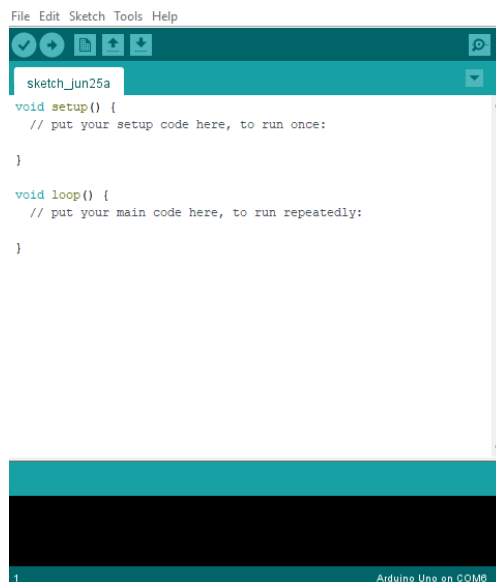 File Edit Sketch Tools Help
sketch_jun25a
void setup() {
// put your setup code here, to run once:
}
void loop() {
// put your main code here, to run repeatedly:
}
1
Arduino Uno on COM6